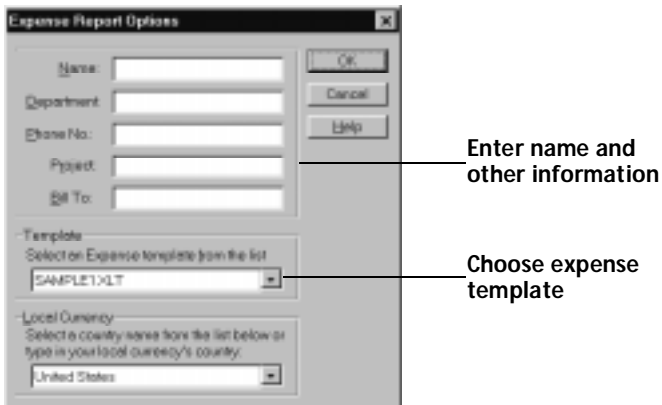 Expense Report Options
Name:
OK
Department:
Cancel
Phone No.:
Help
Project:
Bill To:
Enter name and
other information
Template
Select an Expense template from the list
SAMPLE1.XLT
Choose expense
template
Local Currency
Select a country name from the list below or
type in your local currency's country:
United States